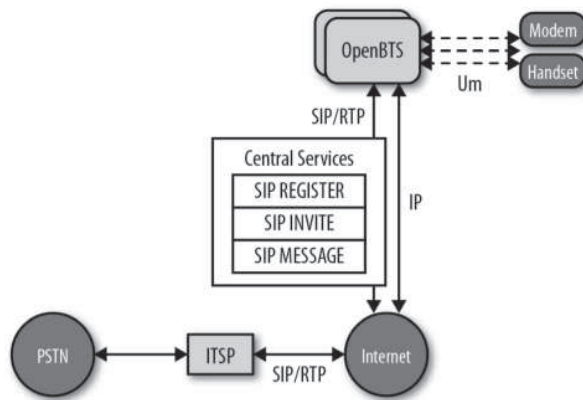 OpenBTS
Modem
Handset
Um
SIP/RTP
Central Services
SIP REGISTER
SIP INVITE
SIP MESSAGE
IP
PSTN
ITSP
SIP/RTP
Internet